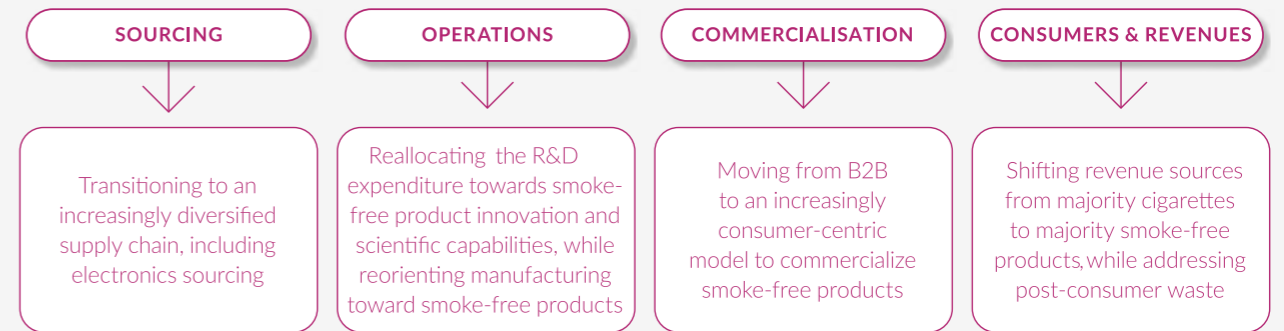 SOURCING
OPERATIONS
COMMERCIALISATION
CONSUMERS & REVENUES
Transitioning to an
increasingly diversified
supply chain, including
electronics sourcing
Reallocating the R&D
expenditure towards smoke-
free product innovation and
scientific capabilities, while
reorienting manufacturing
toward smoke-free products
Moving from B2B
to an increasingly
consumer-centric
model to commercialize
smoke-free products
Shifting revenue sources
from majority cigarettes
to majority smoke-free
products, while addressing
post-consumer waste